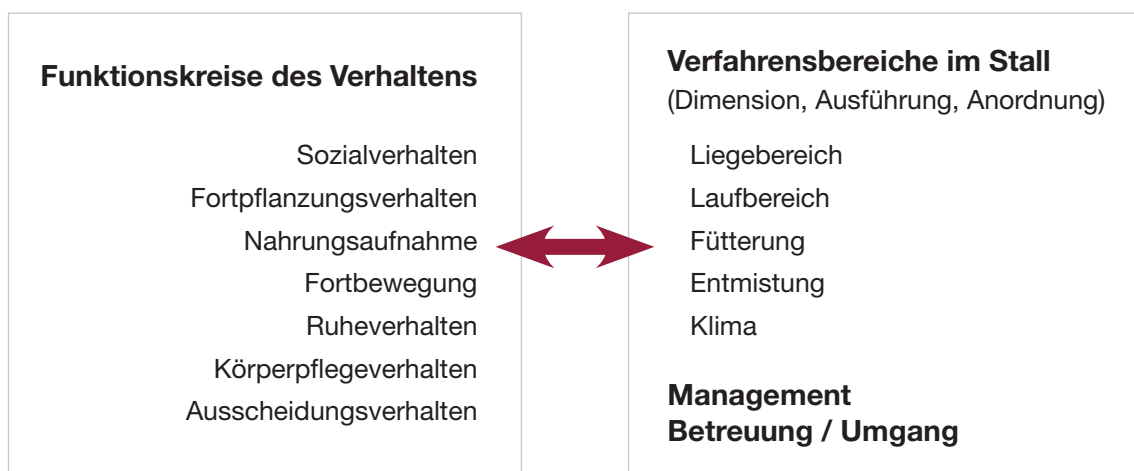 Funktionskreise des Verhaltens
Sozialverhalten
Fortpflanzungsverhalten
Nahrungsaufnahme
Fortbewegung
Ruheverhalten
Körperpflegeverhalten
Ausscheidungsverhalten
Verfahrensbereiche im Stall
(Dimension, Ausführung, Anordnung)
Liegebereich
Laufbereich
Fütterung
Entmistung
Klima
Management
Betreuung / Umgang